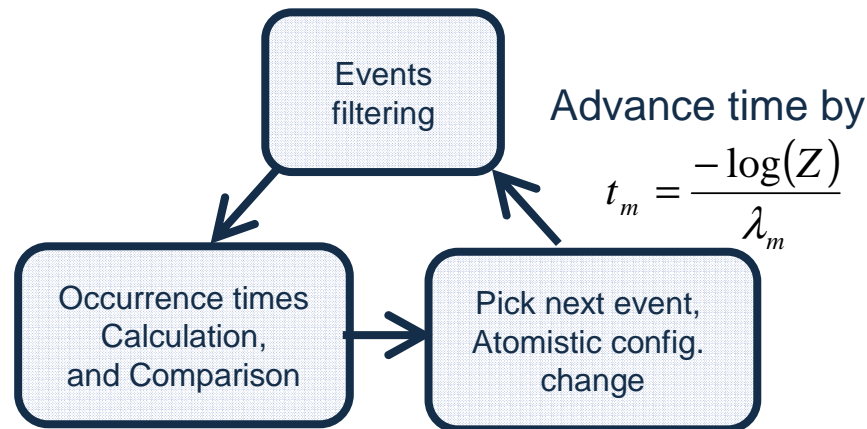 Events
filtering
Advance time by
t_m = −log(Z) / λ_m
Occurrence times
Calculation,
and Comparison
Pick next event,
Atomistic config.
change